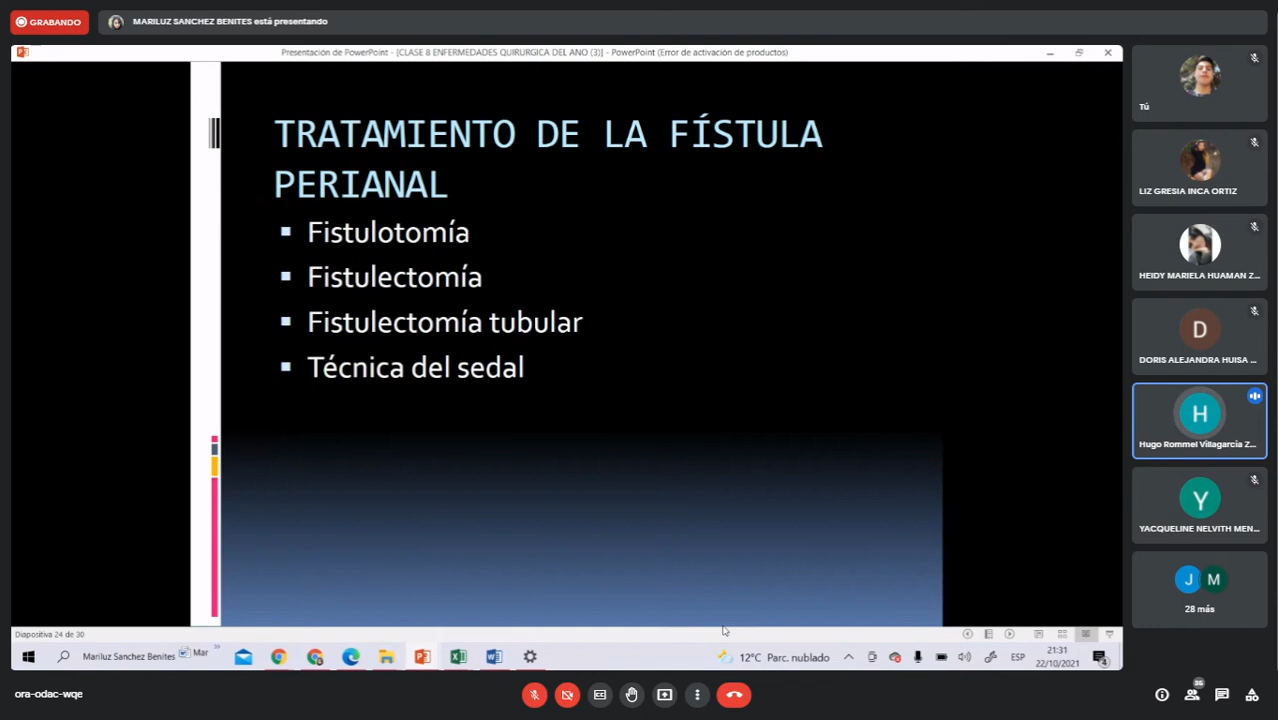 GRABANDO
MARILUZ SANCHEZ BENITES está presentando
Presentación de PowerPoint - [CLASE 8 ENFERMEDADES QUIRURGICA DEL ANO (3)] - PowerPoint (Error de activación de productos)
TRATAMIENTO DE LA FÍSTULA
PERIANAL
Fistulotomía
Fistulectomía
Fistulectomía tubular
Técnica del sedal
Tú
LIZ GRESIA INCA ORTIZ
HEIDY MARIELA HUAMAN Z...
D
DORIS ALEJANDRA HUISA ...
H
Hugo Rommel Villagarcia Z...
Y
YACQUELINE NELVITH MEN...
J M
28 más
Diapositiva 24 de 30
Mariluz Sanchez Benites
Mar
12°C Parc. nublado
ESP
21:31
22/10/2021
4
ora-odac-wqe
36